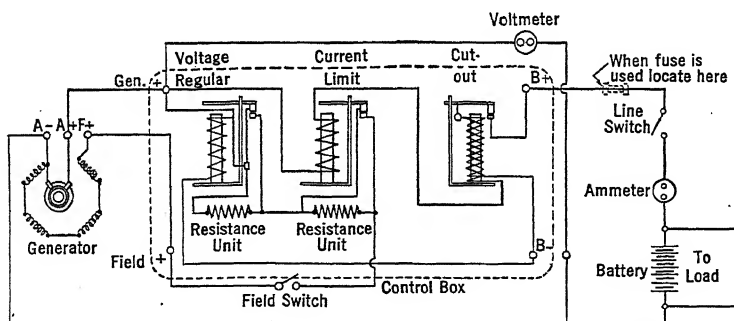 Voltmeter
Voltage
Regular
Current
Limit
Cut-
out
When fuse is
used locate here
Gen. +
B+
A- A+ F+
Line
Switch
Generator
Resistance
Unit
Resistance
Unit
Ammeter
Field +
B-
Battery
To
Load
Field Switch
Control Box